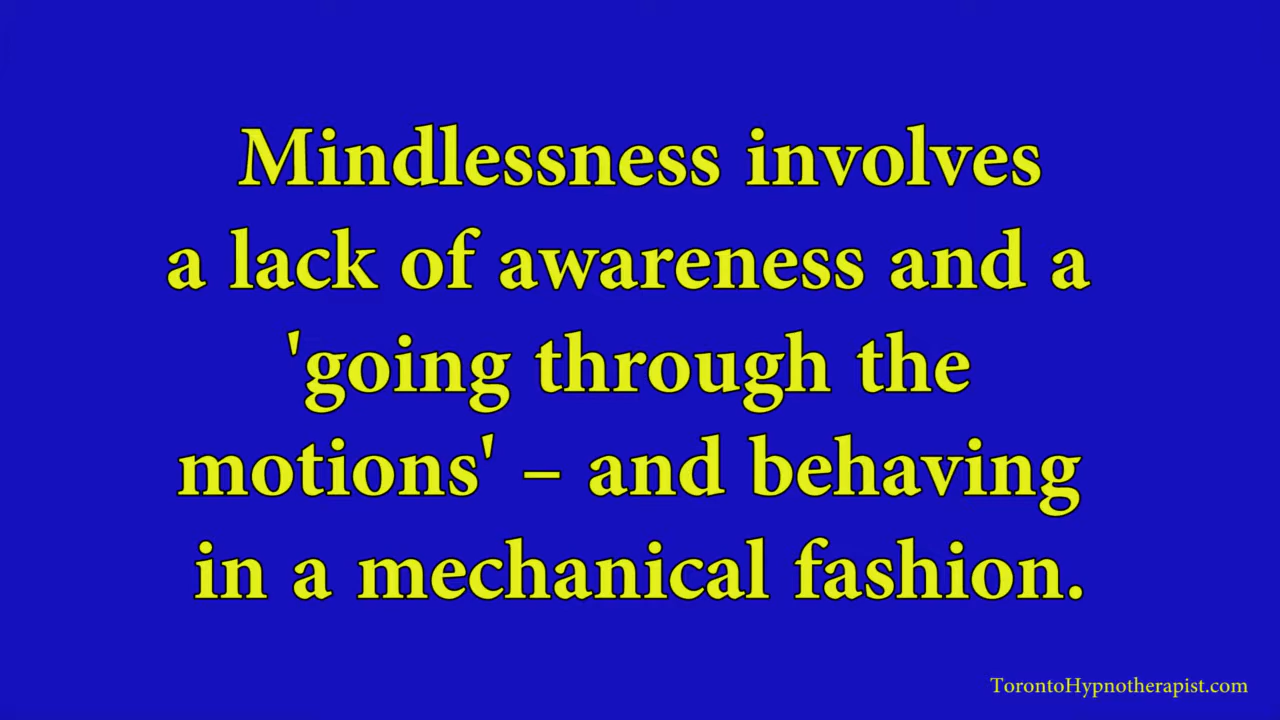 Mindlessness involves
a lack of awareness and a
'going through the
motions' – and behaving
in a mechanical fashion.
TorontoHypnotherapist.com